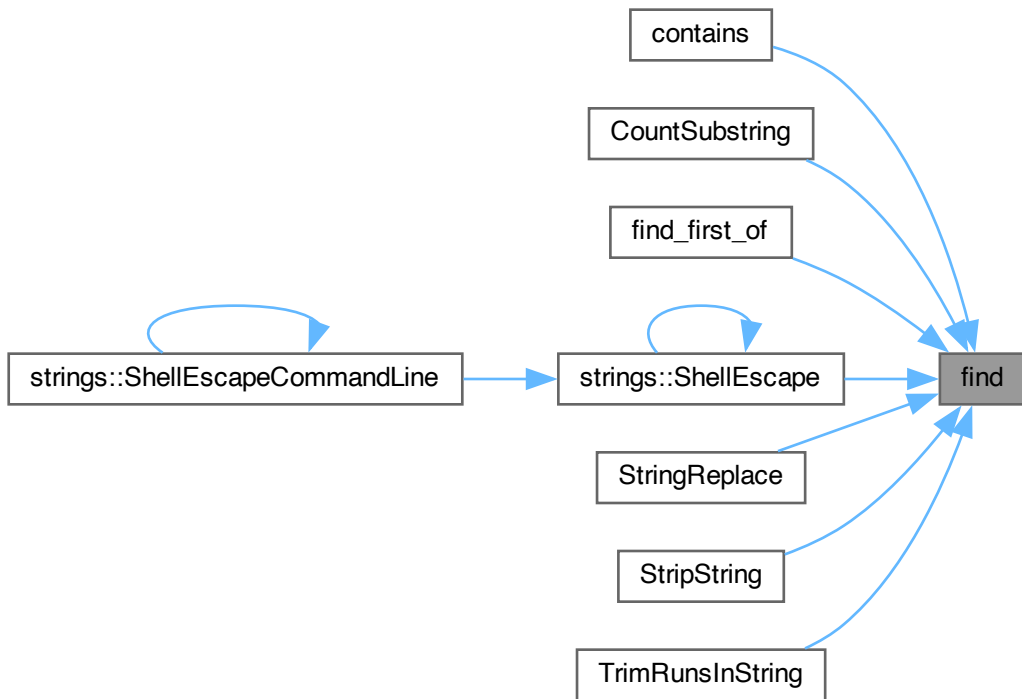 contains
CountSubstring
find_first_of
strings::ShellEscapeCommandLine
strings::ShellEscape
find
StringReplace
StripString
TrimRunsInString